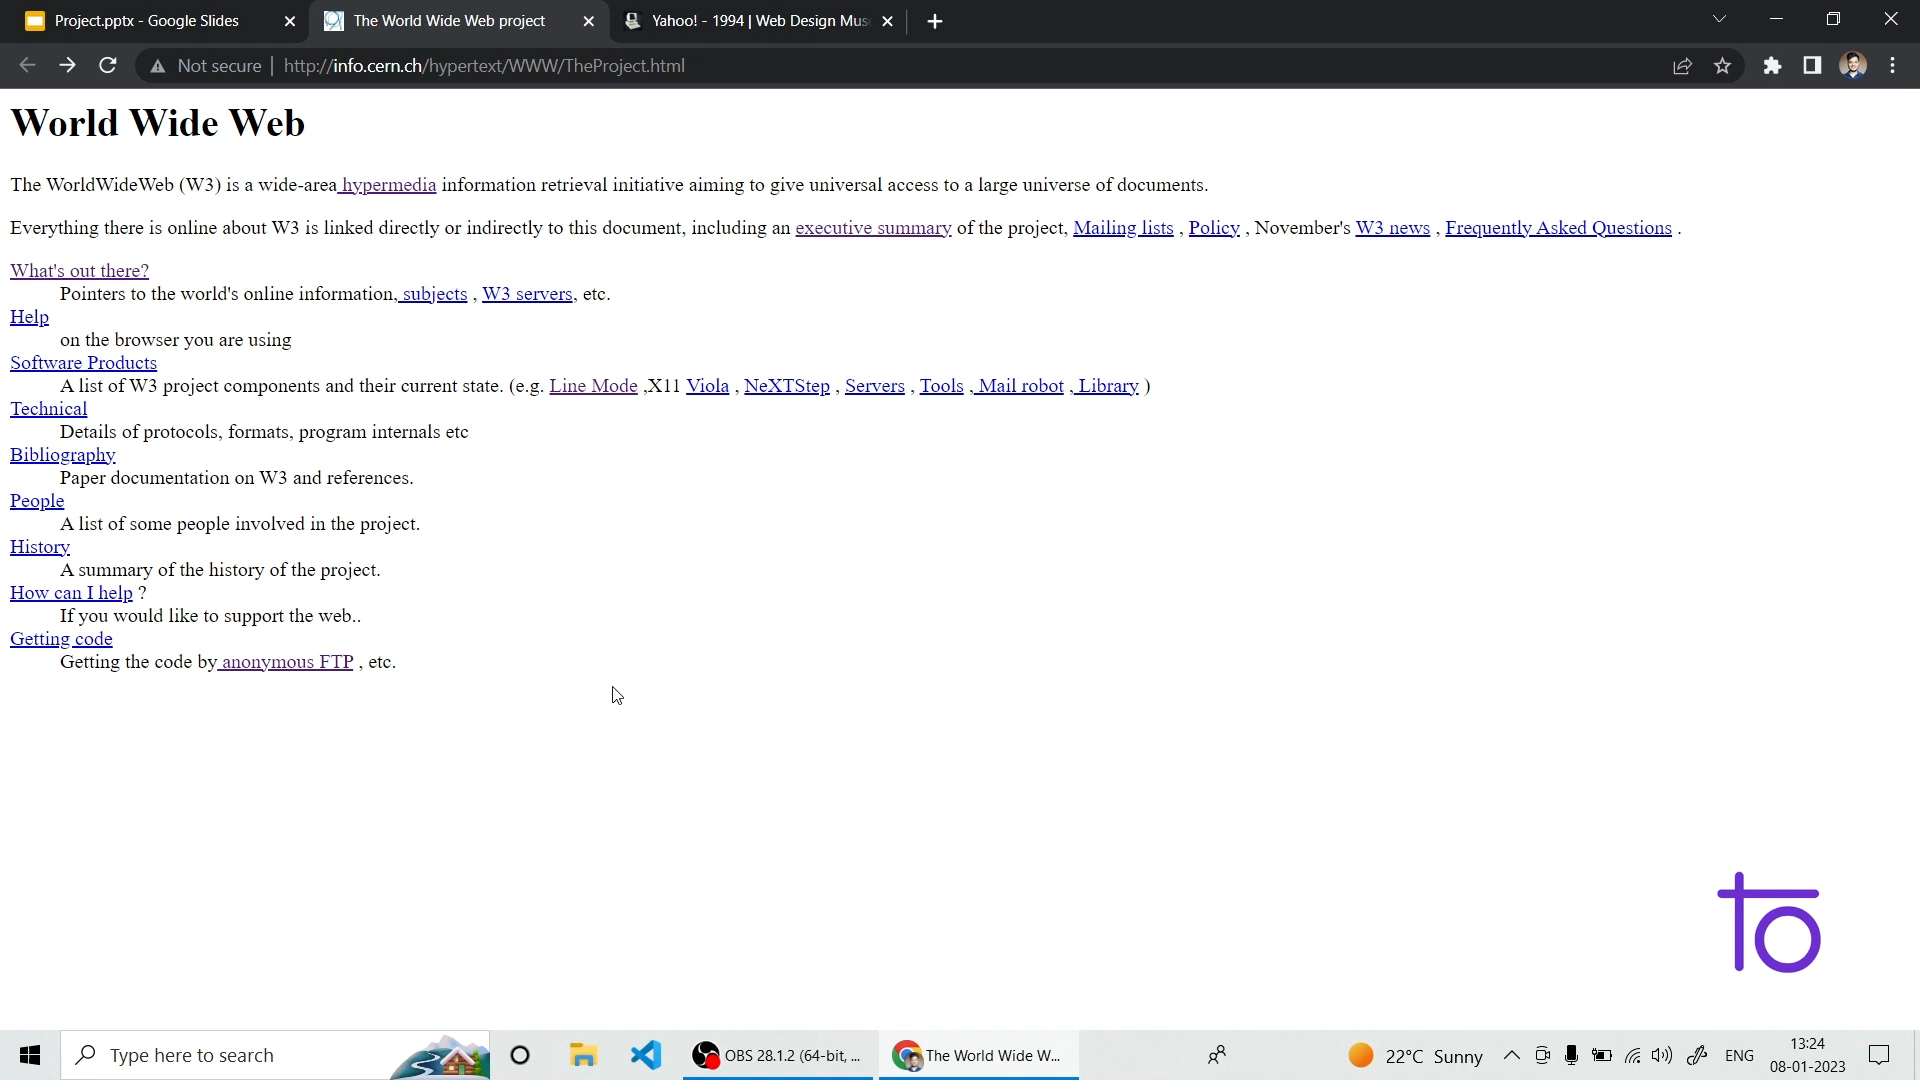 Project.pptx - Google Slides
The World Wide Web project
Yahoo! - 1994 | Web Design Mus
Not secure | http://info.cern.ch/hypertext/WWW/TheProject.html
World Wide Web
The WorldWideWeb (W3) is a wide-area hypermedia information retrieval initiative aiming to give universal access to a large universe of documents.
Everything there is online about W3 is linked directly or indirectly to this document, including an executive summary of the project, Mailing lists , Policy , November's W3 news , Frequently Asked Questions .
What's out there?
Pointers to the world's online information, subjects , W3 servers, etc.
Help
on the browser you are using
Software Products
A list of W3 project components and their current state. (e.g. Line Mode ,X11 Viola , NeXTStep , Servers , Tools , Mail robot , Library )
Technical
Details of protocols, formats, program internals etc
Bibliography
Paper documentation on W3 and references.
People
A list of some people involved in the project.
History
A summary of the history of the project.
How can I help ?
If you would like to support the web..
Getting code
Getting the code by anonymous FTP , etc.
to
Type here to search
OBS 28.1.2 (64-bit, ...
The World Wide W...
22°C Sunny
ENG
13:24
08-01-2023